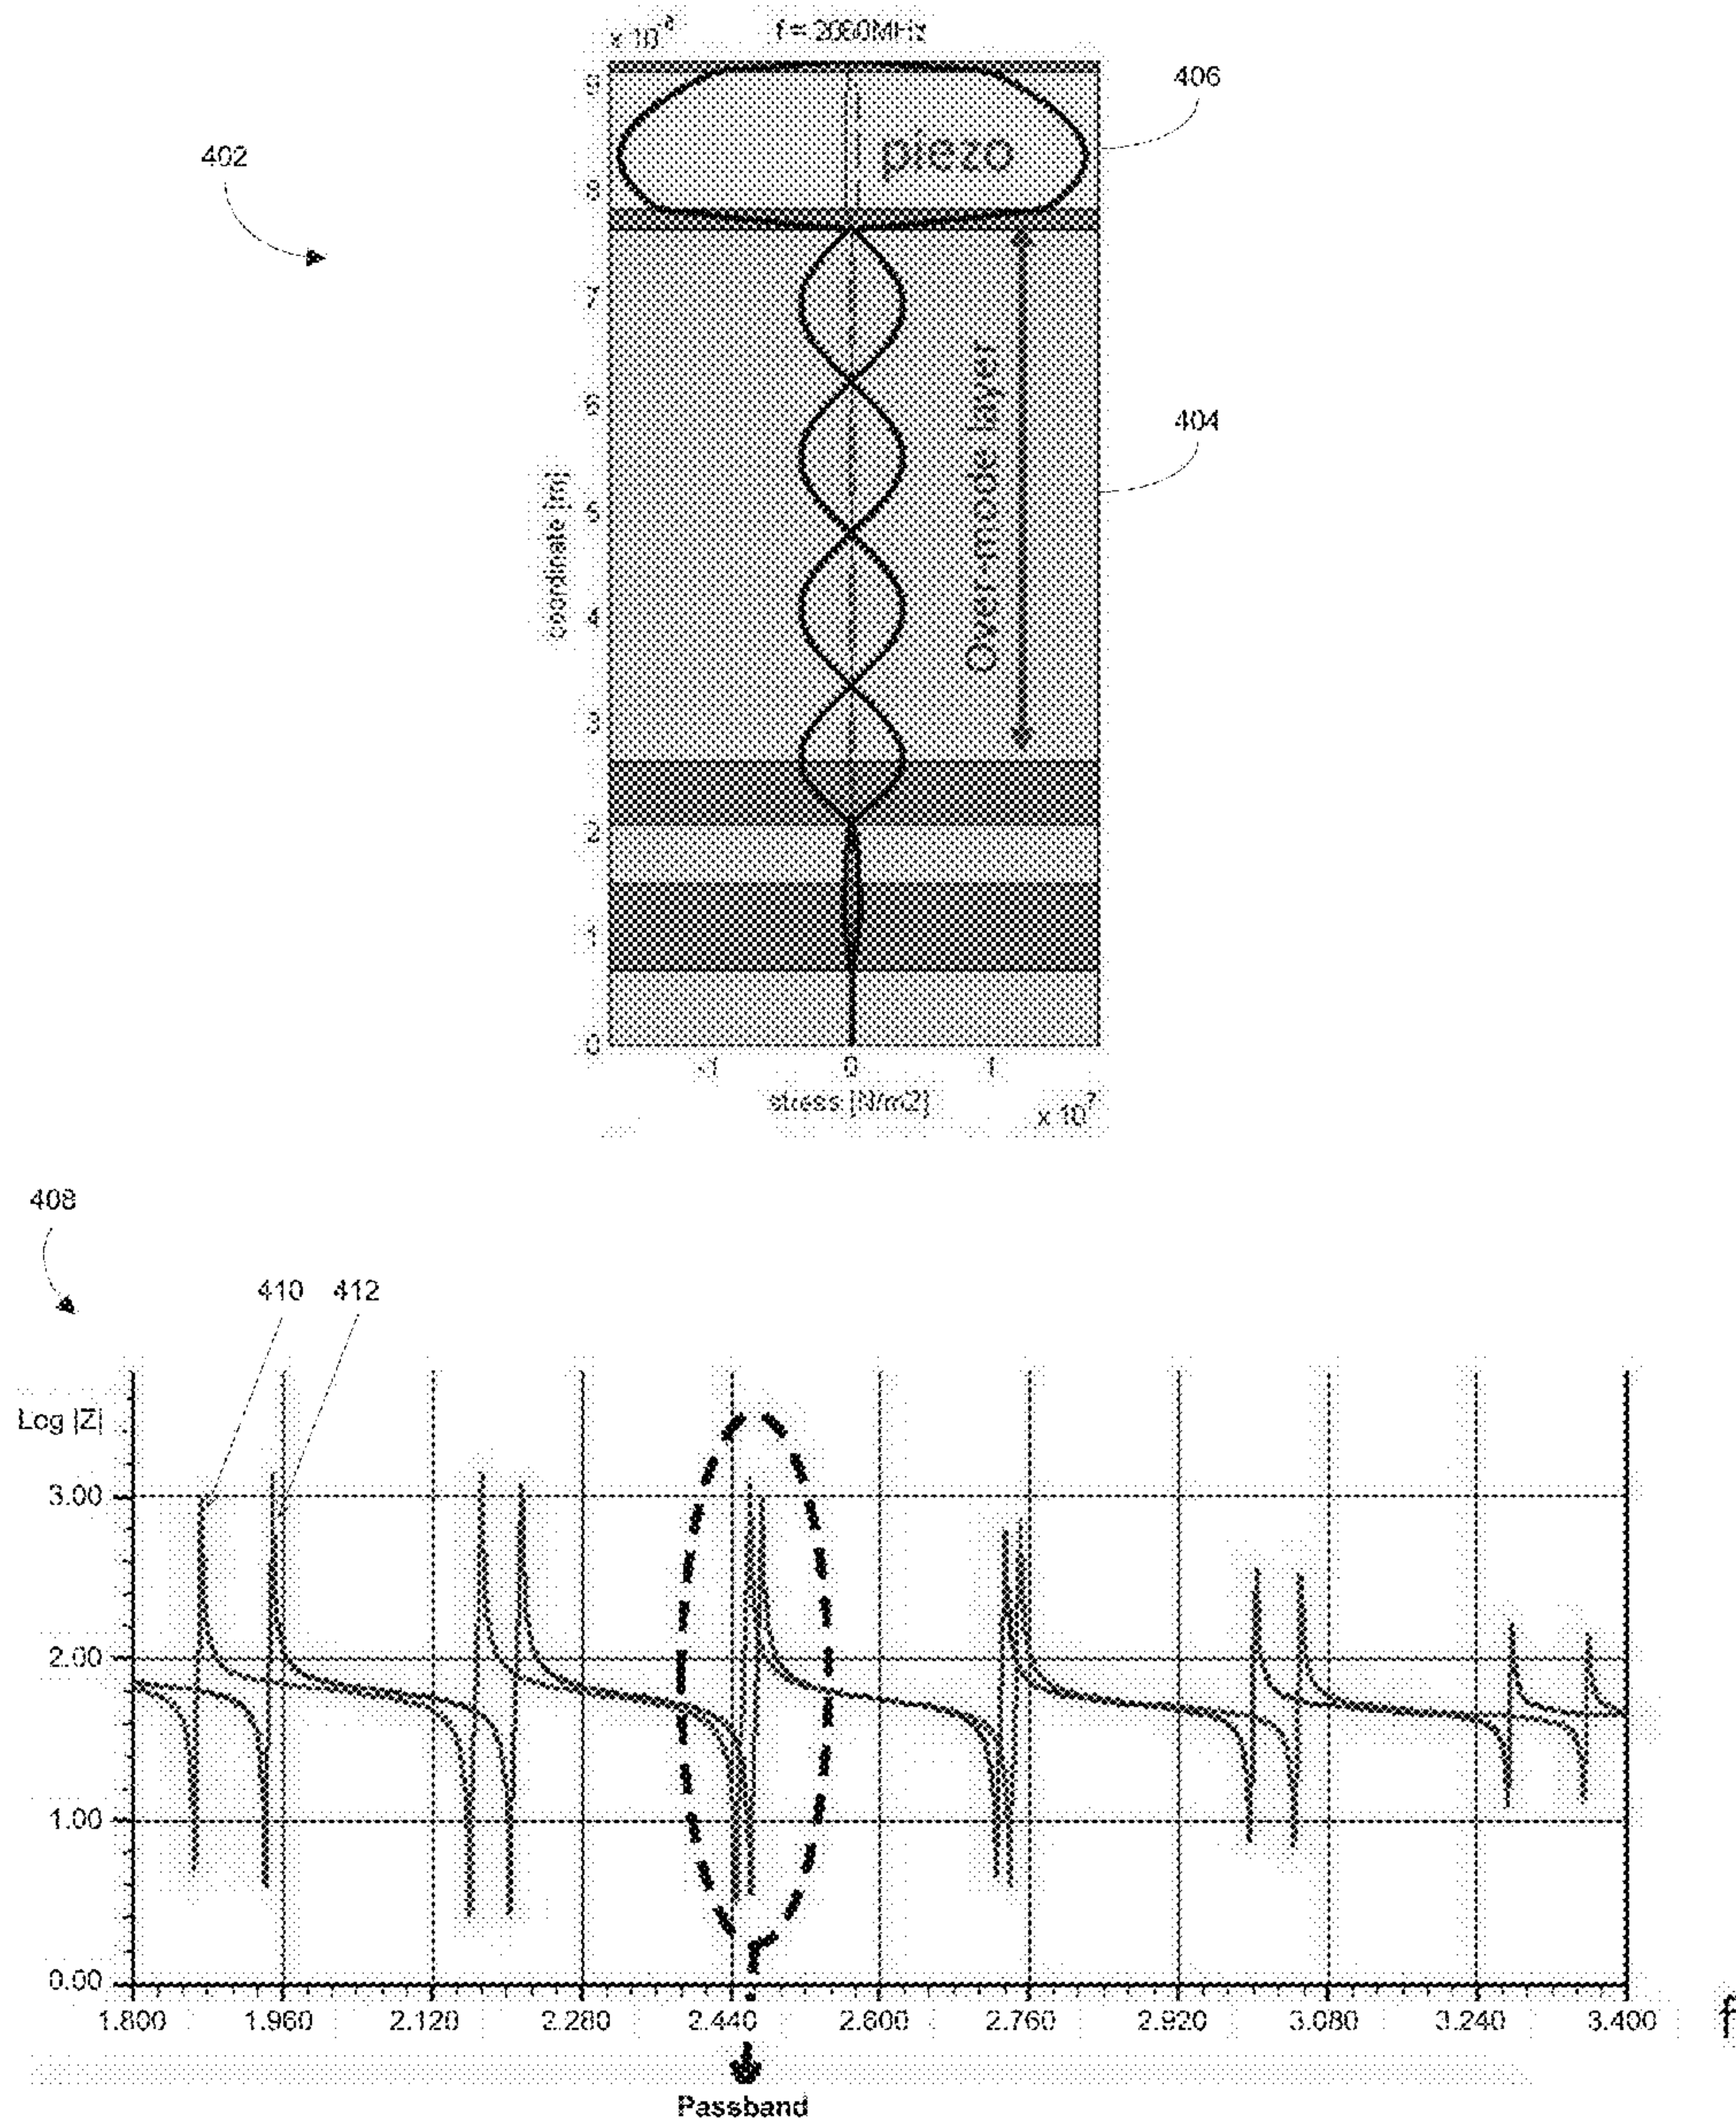 x 10
f = 2080MHz
406
402
9
piezo
8
7
6
404
Over-mode layer
coordinate [m]
5
4
3
2
1
0
-1 0 1
stress [N/m2]
x 10^7
408
410 412
Log |Z|
3.00
2.00
1.00
0.00
1.800 1.960 2.120 2.280 2.440 2.600 2.760 2.920 3.080 3.240 3.400
f
Passband